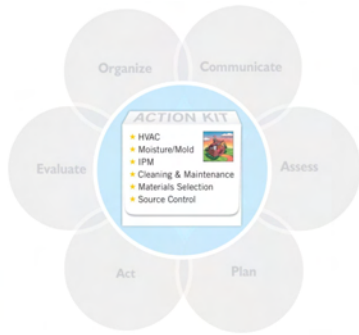 Organize
Communicate
ACTION KIT
HVAC
Moisture/Mold
IPM
Cleaning & Maintenance
Materials Selection
Source Control
Evaluate
Assess
Act
Plan